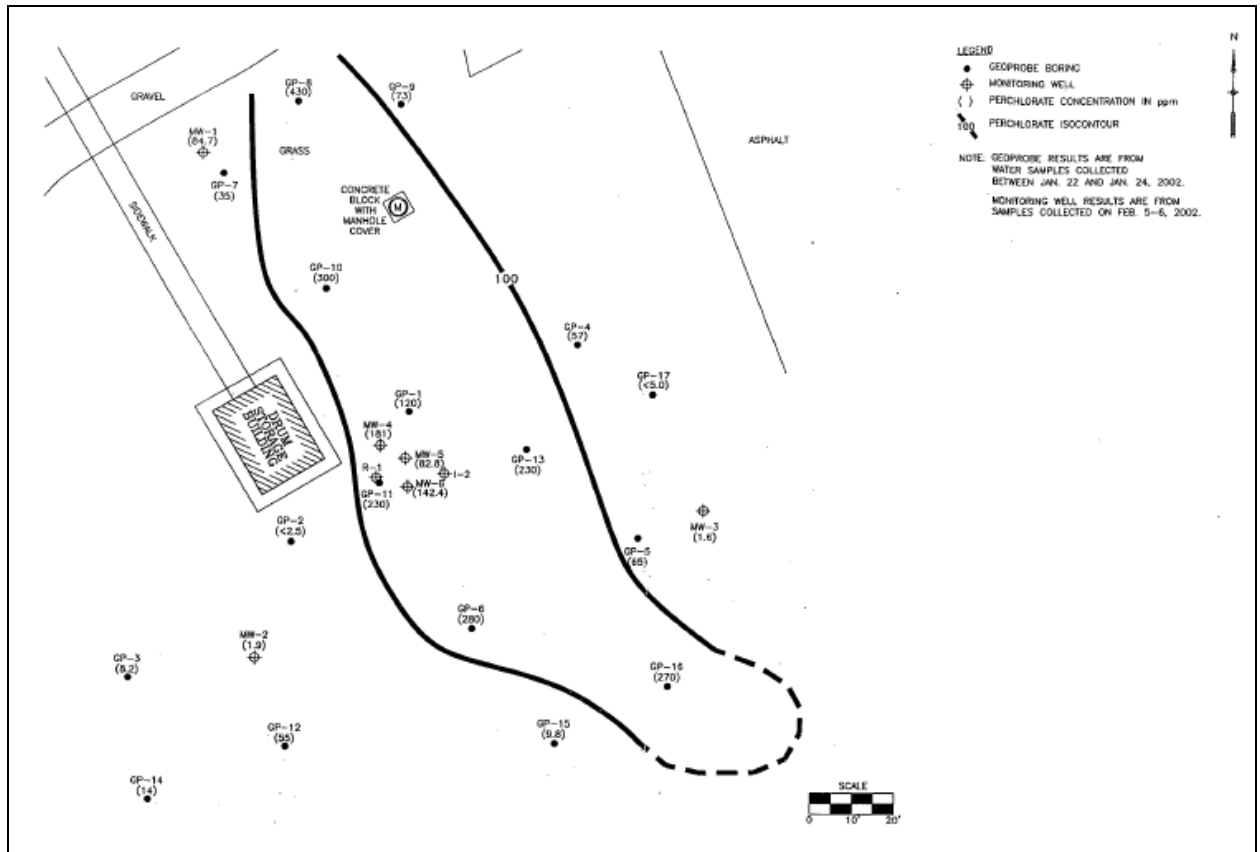 LEGEND
GEOPROBE BORING
MONITORING WELL
( ) PERCHLORATE CONCENTRATION IN ppm
100 PERCHLORATE ISOCONTOUR
NOTE: GEOPROBE RESULTS ARE FROM
WATER SAMPLES COLLECTED
BETWEEN JAN. 22 AND JAN. 24, 2002.
MONITORING WELL RESULTS ARE FROM
SAMPLES COLLECTED ON FEB. 5-6, 2002.
N
GRAVEL
GP-8
(430)
GP-9
(73)
MW-1
(84.7)
GRASS
ASPHALT
GP-7
(35)
CONCRETE
BLOCK
WITH
MANHOLE
COVER
M
SIDEWALK
GP-10
(300)
100
GP-4
(57)
GP-17
(<5.0)
DRUM
STORAGE
BUILDING
GP-1
(120)
MW-4
(181)
MW-5
(82.8)
GP-13
(230)
R-1
I-2
GP-11
(230)
MW-6
(142.4)
GP-2
(<2.5)
MW-3
(1.6)
GP-5
(65)
GP-6
(280)
MW-2
(1.9)
GP-3
(8.2)
GP-16
(270)
GP-12
(55)
GP-15
(9.8)
GP-14
(14)
SCALE
0 10' 20'